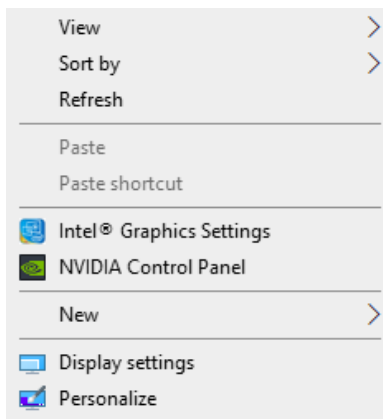 View
Sort by
Refresh
Paste
Paste shortcut
Intel® Graphics Settings
NVIDIA Control Panel
New
Display settings
Personalize